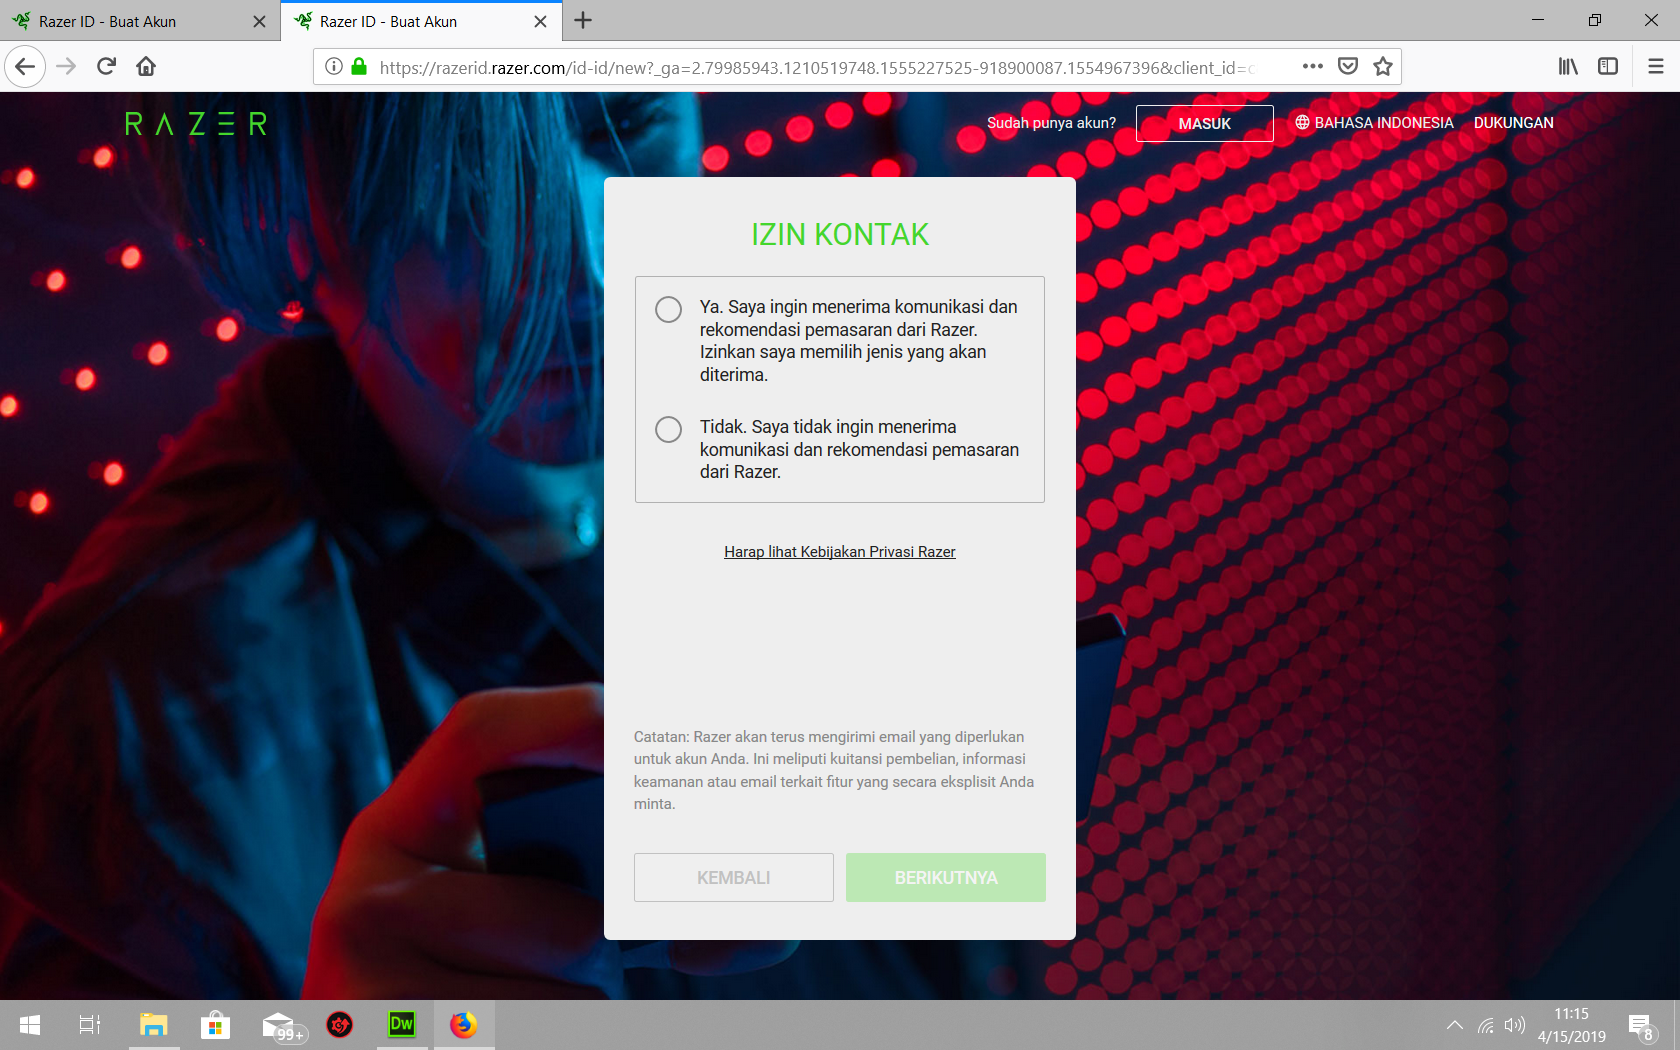 Razer ID - Buat Akun
Razer ID - Buat Akun
https://razerid.razer.com/id-id/new?_ga=2.79985943.1210519748.1555227525-918900087.1554967396&client_id=
RAZER
Sudah punya akun?
MASUK
BAHASA INDONESIA
DUKUNGAN
IZIN KONTAK
Ya. Saya ingin menerima komunikasi dan
rekomendasi pemasaran dari Razer.
Izinkan saya memilih jenis yang akan
diterima.
Tidak. Saya tidak ingin menerima
komunikasi dan rekomendasi pemasaran
dari Razer.
Harap lihat Kebijakan Privasi Razer
Catatan: Razer akan terus mengirimi email yang diperlukan
untuk akun Anda. Ini meliputi kuitansi pembelian, informasi
keamanan atau email terkait fitur yang secara eksplisit Anda
minta.
KEMBALI
BERIKUTNYA
99+
Dw
11:15
4/15/2019
8